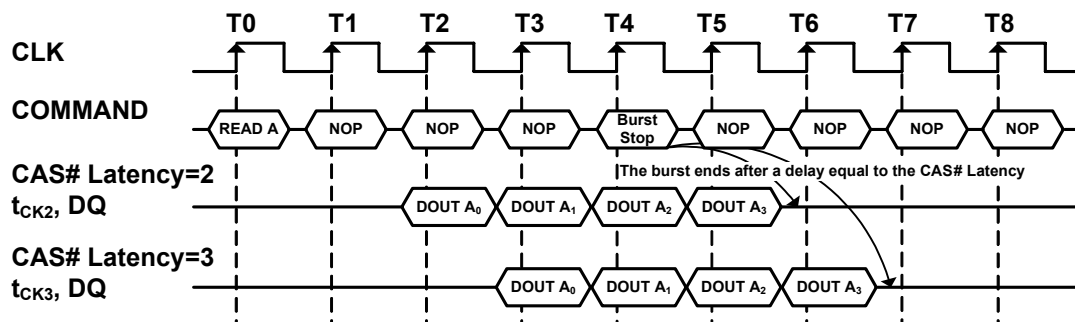 T0 T1 T2 T3 T4 T5 T6 T7 T8
CLK
COMMAND
READ A NOP NOP NOP Burst Stop NOP NOP NOP NOP
The burst ends after a delay equal to the CAS# Latency
CAS# Latency=2
tCK2, DQ
DOUT A0 DOUT A1 DOUT A2 DOUT A3
CAS# Latency=3
tCK3, DQ
DOUT A0 DOUT A1 DOUT A2 DOUT A3